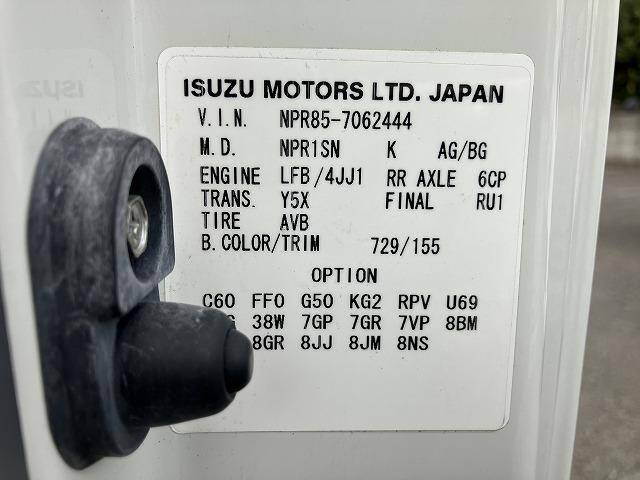 ISUZU MOTORS LTD. JAPAN
V.I.N. NPR85-7062444
M.D. NPR1SN K AG/BG
ENGINE LFB/4JJ1 RR AXLE 6CP
TRANS. Y5X FINAL RU1
TIRE AVB
B.COLOR/TRIM 729/155
OPTION
C60 FF0 G50 KG2 RPV U69
38W 7GP 7GR 7VP 8BM
8GR 8JJ 8JM 8NS